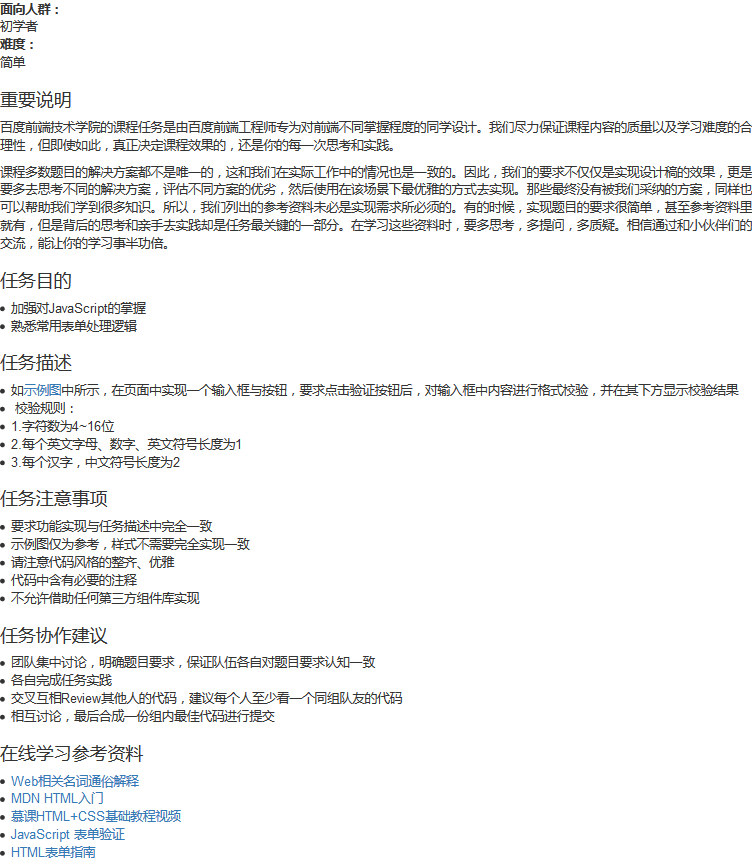 面向人群：
初学者
难度：
简单
重要说明
百度前端技术学院的课程任务是由百度前端工程师专为对前端不同掌握程度的同学设计。我们尽力保证课程内容的质量以及学习难度的合
理性，但即使如此，真正决定课程效果的，还是你的每一次思考和实践。
课程多数题目的解决方案都不是唯一的，这和我们在实际工作中的情况也是一致的。因此，我们的要求不仅仅是实现设计稿的效果，更是
要多去思考不同的解决方案，评估不同方案的优劣，然后使用在该场景下最优雅的方式去实现。那些最终没有被我们采纳的方案，同样也
可以帮助我们学到很多知识。所以，我们列出的参考资料未必是实现需求所必须的。有的时候，实现题目的要求很简单，甚至参考资料里
就有，但是背后的思考和亲手去实践却是任务最关键的一部分。在学习这些资料时，要多思考，多提问，多质疑。相信通过和小伙伴们的
交流，能让你的学习事半功倍。
任务目的
• 加强对JavaScript的掌握
• 熟悉常用表单处理逻辑
任务描述
• 如示例图中所示，在页面中实现一个输入框与按钮，要求点击验证按钮后，对输入框中内容进行格式校验，并在其下方显示校验结果
• 校验规则：
• 1.字符数为4~16位
• 2.每个英文字母、数字、英文符号长度为1
• 3.每个汉字，中文符号长度为2
任务注意事项
• 要求功能实现与任务描述中完全一致
• 示例图仅为参考，样式不需要完全实现一致
• 请注意代码风格的整齐、优雅
• 代码中含有必要的注释
• 不允许借助任何第三方组件库实现
任务协作建议
• 团队集中讨论，明确题目要求，保证队伍各自对题目要求认知一致
• 各自完成任务实践
• 交叉互相Review其他人的代码，建议每个人至少看一个同组队友的代码
• 相互讨论，最后合成一份组内最佳代码进行提交
在线学习参考资料
• Web相关名词通俗解释
• MDN HTML入门
• 慕课HTML+CSS基础教程视频
• JavaScript 表单验证
• HTML表单指南